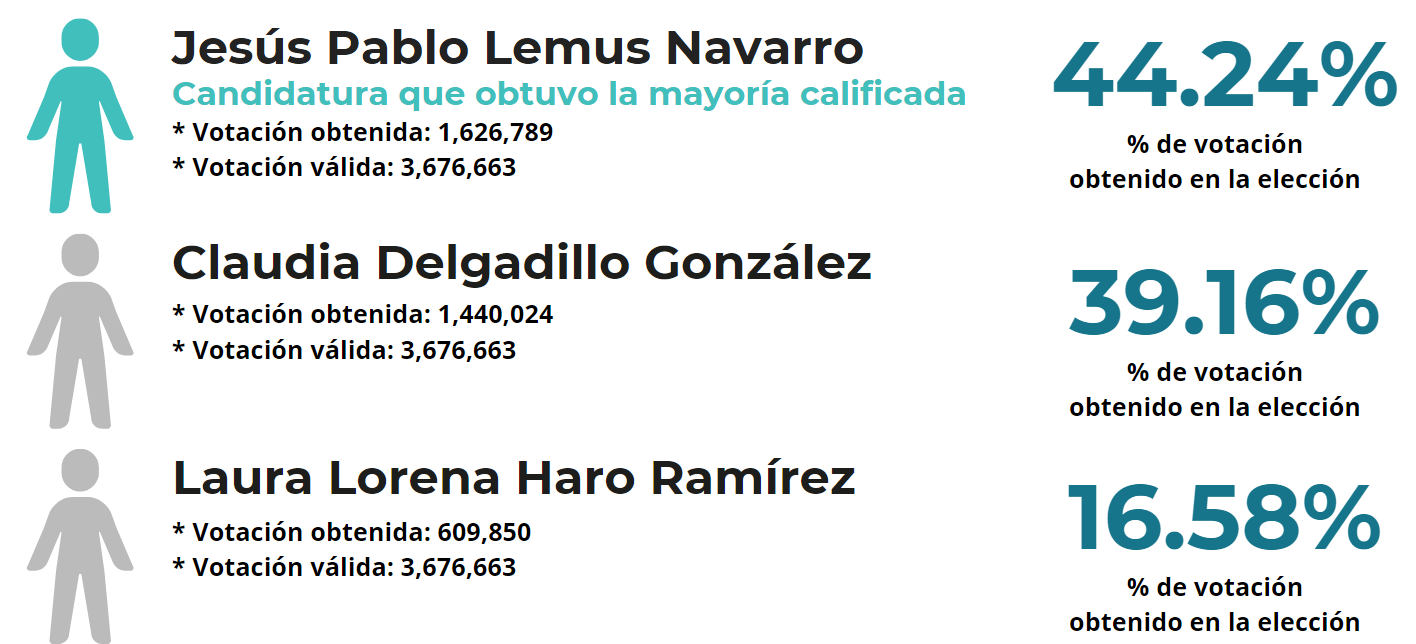 Jesús Pablo Lemus Navarro
Candidatura que obtuvo la mayoría calificada
* Votación obtenida: 1,626,789
* Votación válida: 3,676,663
44.24%
% de votación
obtenido en la elección
Claudia Delgadillo González
* Votación obtenida: 1,440,024
* Votación válida: 3,676,663
39.16%
% de votación
obtenido en la elección
Laura Lorena Haro Ramírez
* Votación obtenida: 609,850
* Votación válida: 3,676,663
16.58%
% de votación
obtenido en la elección